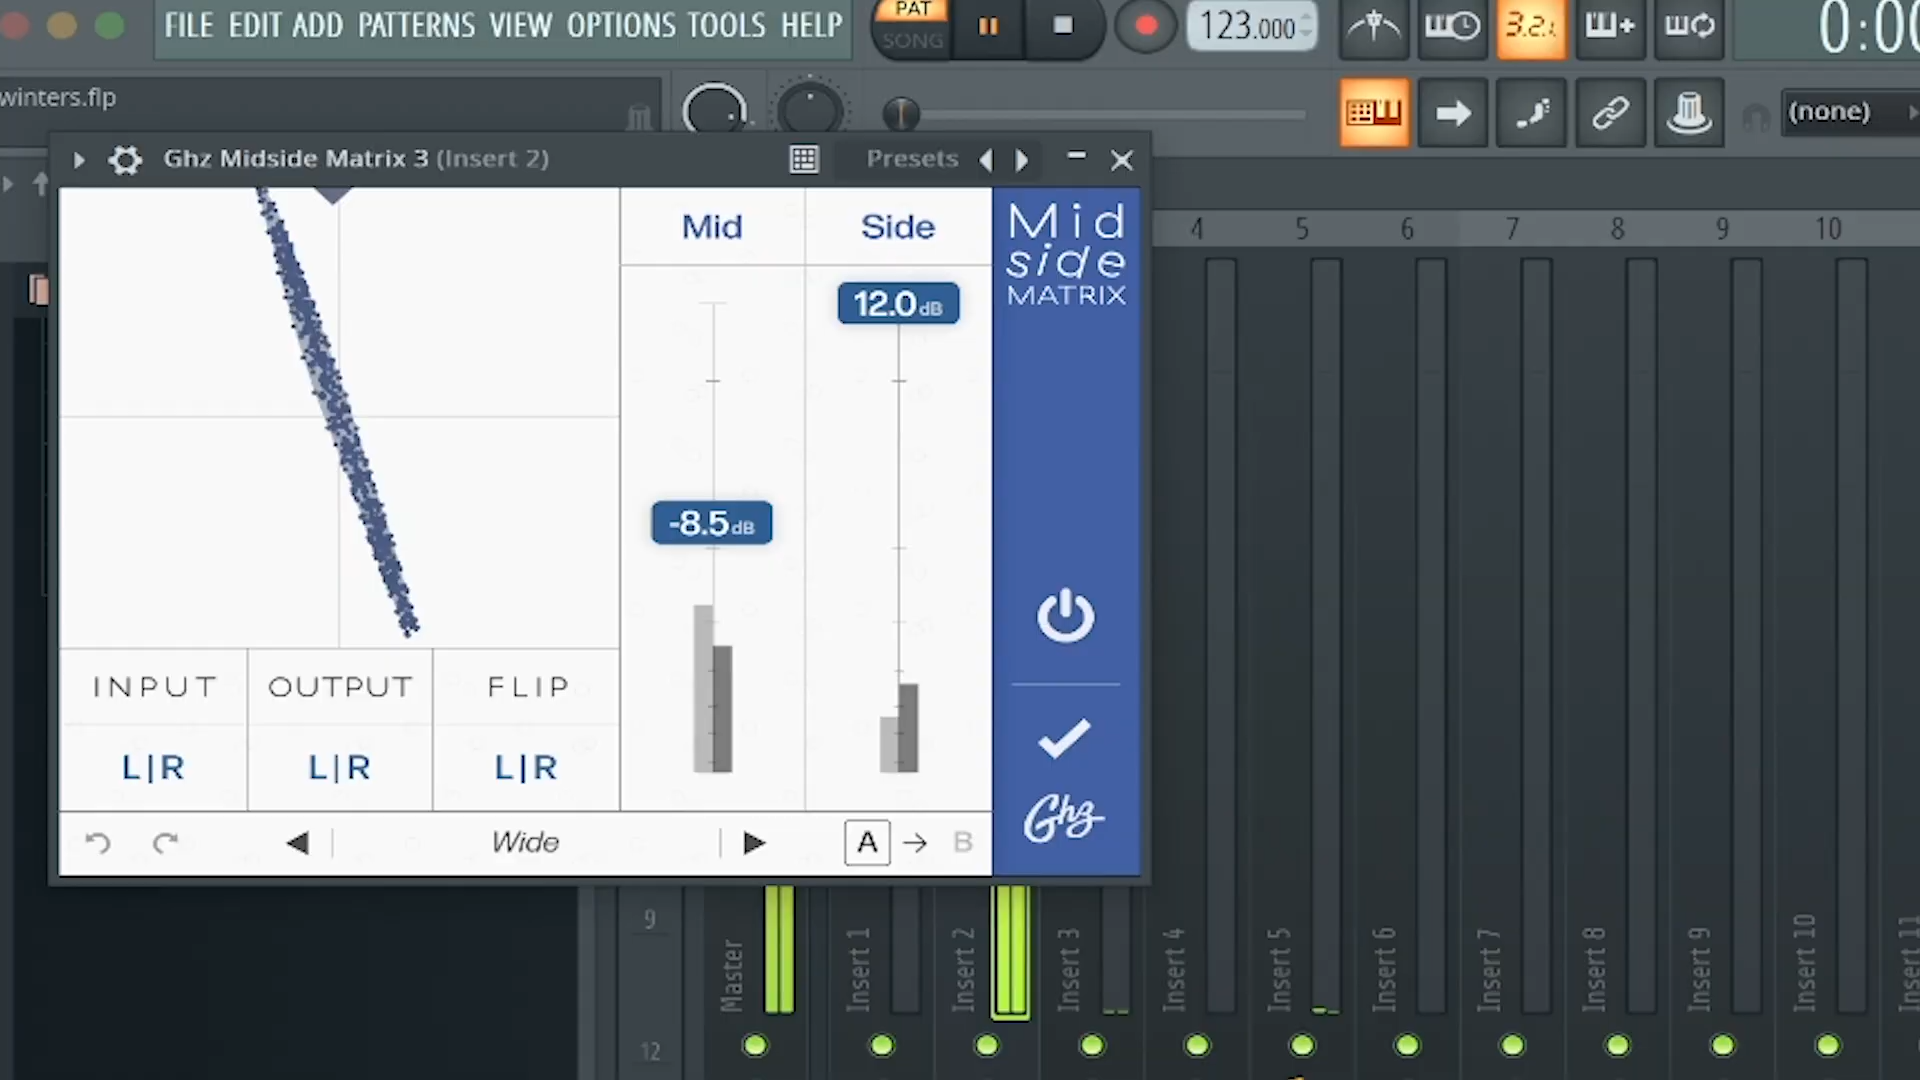 FILE EDIT ADD PATTERNS VIEW OPTIONS TOOLS HELP
PAT
SONG
123.000
3.2.1
0:00
winters.flp
(none)
Ghz Midside Matrix 3 (Insert 2)
Presets
Mid
Side
Mid
side
MATRIX
12.0 dB
-8.5 dB
INPUT
OUTPUT
FLIP
L|R
L|R
L|R
Wide
A → B
Ghz
4 5 6 7 8 9 10
9
12
Master
Insert 1
Insert 2
Insert 3
Insert 4
Insert 5
Insert 6
Insert 7
Insert 8
Insert 9
Insert 10
Insert 11